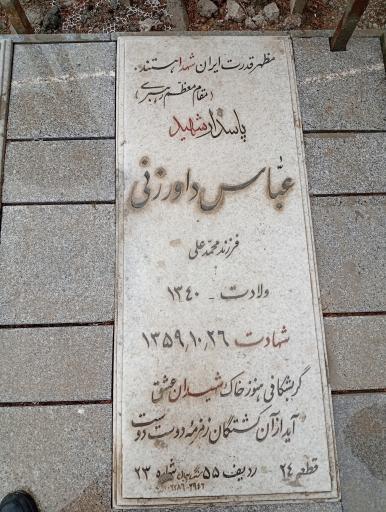 مظهر قدرت ایران شهدا هستند.
(مقام معظم رهبری)
پاسدار شهید
عباس داورزنی
فرزند محمد علی
ولادت - ۱۳۴۰
شهادت ۱۳۵۹/۱۰/۲۶
گر بشکافی هنوز خاک شهیدان عشق
آید از آن کشتگان زمزمه دوست دوست
قطعه ۲۴ ردیف ۵۵ شماره ۲۳